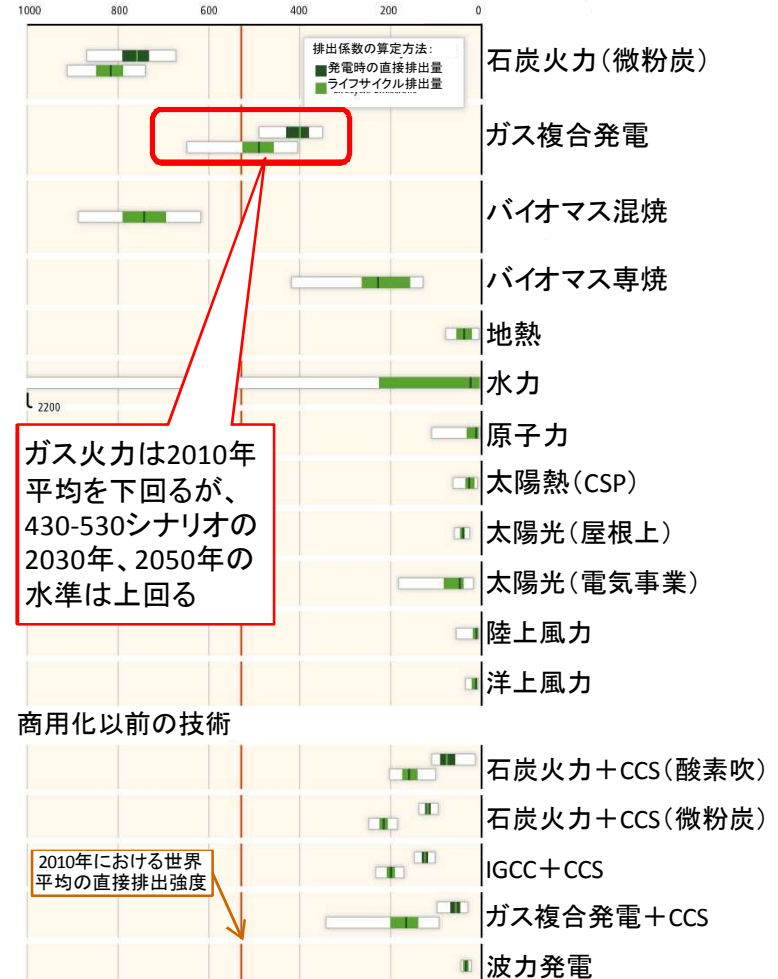 1000 800 600 400 200 0
排出係数の算定方法:
発電時の直接排出量
ライフサイクル排出量
石炭火力(微粉炭)
ガス複合発電
バイオマス混焼
バイオマス専焼
地熱
水力
2200
原子力
ガス火力は2010年
平均を下回るが、
430-530シナリオの
2030年、2050年の
水準は上回る
太陽熱(CSP)
太陽光(屋根上)
太陽光(電気事業)
陸上風力
洋上風力
商用化以前の技術
石炭火力+CCS(酸素吹)
石炭火力+CCS(微粉炭)
2010年における世界
平均の直接排出強度
IGCC+CCS
ガス複合発電+CCS
波力発電